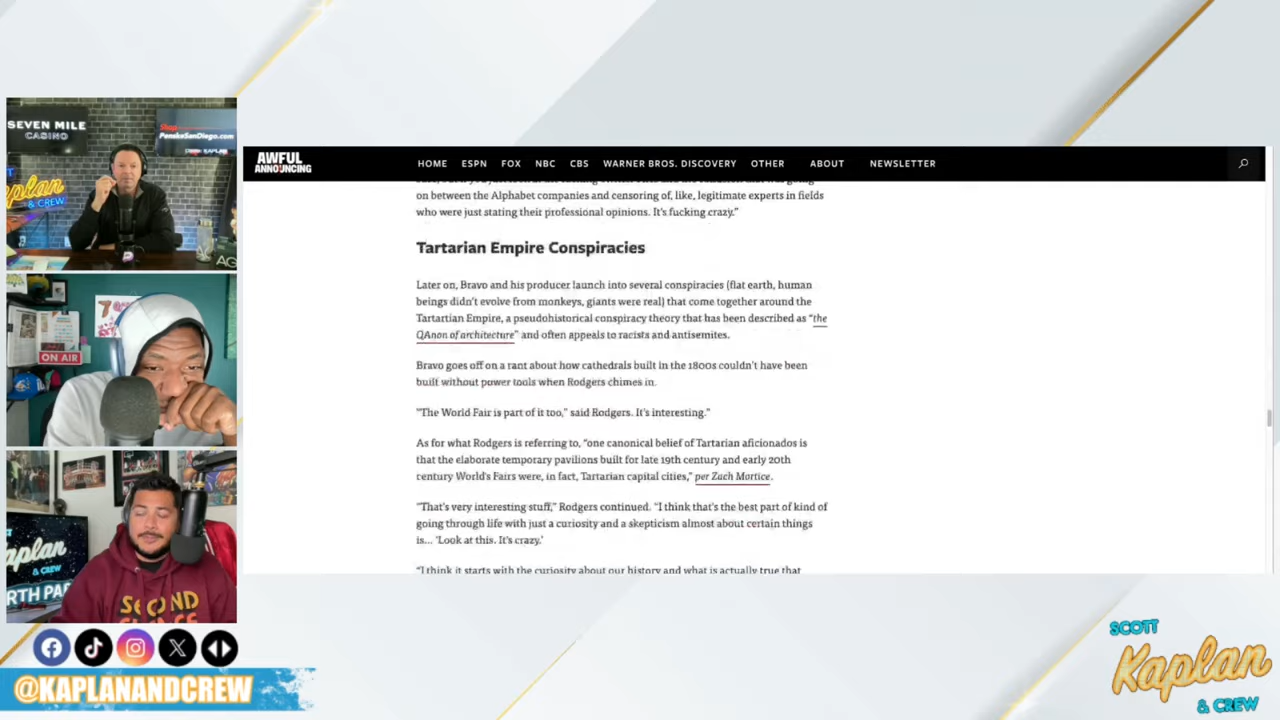 SEVEN MILE
CASINO
PenskeSanDiego.com
Kaplan
& CREW
AG
ON AIR
Kaplan
& CREW
RTH PA
SECOND
@KAPLANANDCREW
AWFUL
ANNOUNCING
HOME ESPN FOX NBC CBS WARNER BROS. DISCOVERY OTHER ABOUT NEWSLETTER
on between the Alphabet companies and censoring of, like, legitimate experts in fields
who were just stating their professional opinions. It's fucking crazy."
Tartarian Empire Conspiracies
Later on, Bravo and his producer launch into several conspiracies (flat earth, human
beings didn't evolve from monkeys, giants were real) that come together around the
Tartartian Empire, a pseudohistorical conspiracy theory that has been described as "the
QAnon of architecture" and often appeals to racists and antisemites.
Bravo goes off on a rant about how cathedrals built in the 1800s couldn't have been
built without power tools when Rodgers chimes in.
"The World Fair is part of it too," said Rodgers. It's interesting."
As for what Rodgers is referring to, "one canonical belief of Tartarian aficionados is
that the elaborate temporary pavilions built for late 19th century and early 20th
century World's Fairs were, in fact, Tartarian capital cities," per Zach Mortice.
"That's very interesting stuff," Rodgers continued. "I think that's the best part of kind of
going through life with just a curiosity and a skepticism almost about certain things
is... 'Look at this. It's crazy.'
"I think it starts with the curiosity about our history and what is actually true that
SCOTT
Kaplan
& CREW